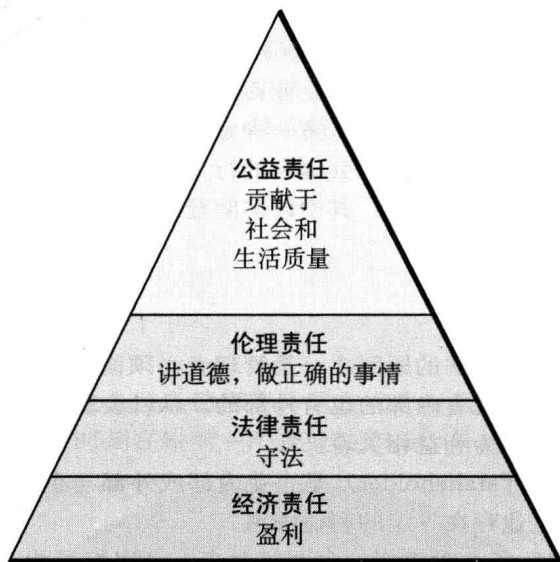 公益责任
贡献于
社会和
生活质量
伦理责任
讲道德，做正确的事情
法律责任
守法
经济责任
盈利